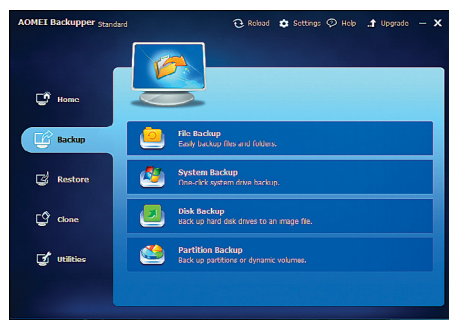 AOMEI Backupper Standard
Reload Settings Help Upgrade
Home
Backup
Restore
Clone
Utilities
File Backup
Easily backup files and folders.
System Backup
One-click system drive backup.
Disk Backup
Back up hard disk drives to an image file.
Partition Backup
Back up partitions or dynamic volumes.